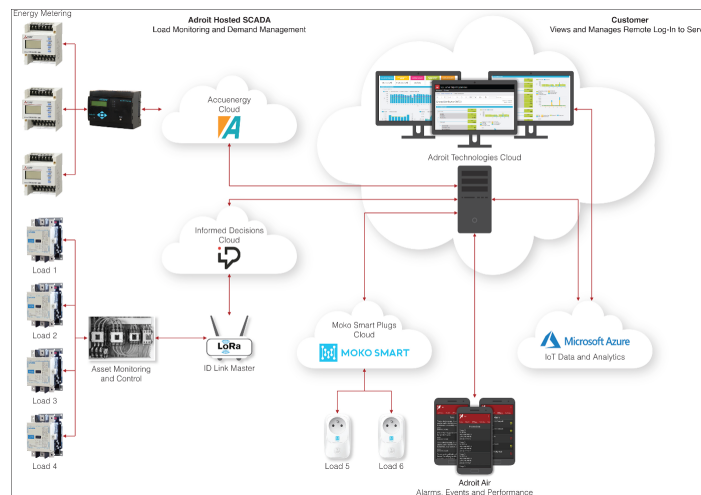 Energy Metering
Adroit Hosted SCADA
Load Monitoring and Demand Management
Customer
Views and Manages Remote Log-In to Serv
Accuenergy
Cloud
Adroit Technologies Cloud
Informed Decisions
Cloud
Load 1
Load 2
Load 3
Load 4
Asset Monitoring
and Control
LoRa
ID Link Master
Moko Smart Plugs
Cloud
MOKO SMART
Load 5
Load 6
Microsoft Azure
IoT Data and Analytics
Adroit Air
Alarms, Events and Performance